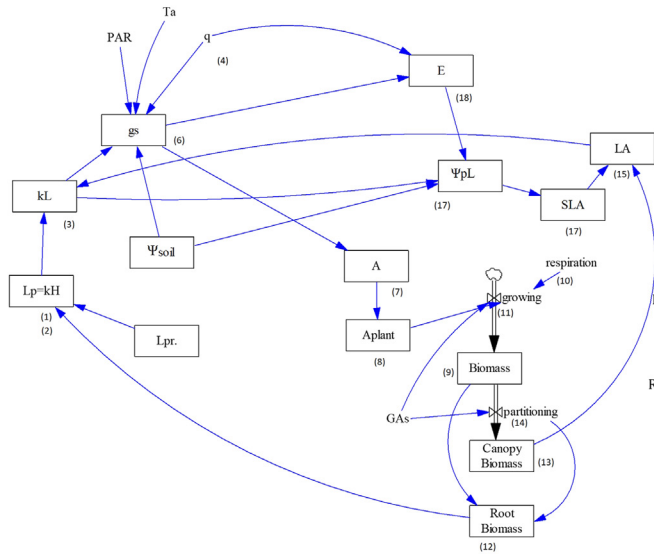 Ta
PAR
q
(4)
E
(18)
gs
(6)
LA
(15)
ΨpL
(17)
kL
(3)
SLA
(17)
Ψsoil
A
(7)
respiration
(10)
Lp=kH
(1)
(2)
growing
(11)
Lpr.
Aplant
(8)
(9)
Biomass
R
GAs
partitioning
(14)
Canopy
Biomass
(13)
Root
Biomass
(12)